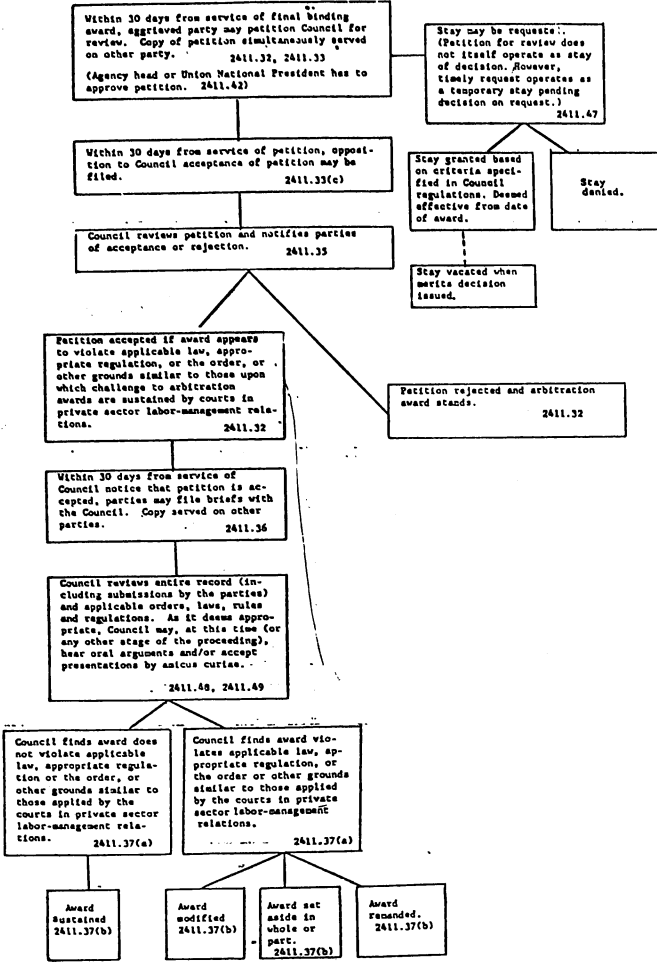 Within 30 days from service of final binding
award, aggrieved party may petition Council for
review. Copy of petition simultaneously served
on other party.
2411.32, 2411.33
(Agency head or Union National President has to
approve petition. 2411.42)
Stay may be requested.
(Petition for review does
not itself operate as stay
of decision. However,
timely request operates as
a temporary stay pending
decision on request.)
2411.47
Within 30 days from service of petition, opposi-
tion to Council acceptance of petition may be
filed.
2411.33(c)
Stay granted based
on criteria speci-
fied in Council
regulations. Deemed
effective from date
of award.
Stay
denied.
Council reviews petition and notifies parties
of acceptance or rejection.
2411.35
Stay vacated when
merits decision
issued.
Petition accepted if award appears
to violate applicable law, appro-
priate regulation, or the order, or
other grounds similar to those upon
which challenge to arbitration
awards are sustained by courts in
private sector labor-management rela-
tions.
2411.32
Petition rejected and arbitration
award stands.
2411.32
Within 30 days from service of
Council notice that petition is ac-
cepted, parties may file briefs with
the Council. Copy served on other
parties.
2411.36
Council reviews entire record (in-
cluding submissions by the parties)
and applicable orders, laws, rules
and regulations. As it deems appro-
priate, Council may, at this time (or
any other stage of the proceeding),
hear oral arguments and/or accept
presentations by amicus curiae.
2411.48, 2411.49
Council finds award does
not violate applicable
law, appropriate regula-
tion or the order, or
other grounds similar to
those applied by the
courts in private sector
labor-management rela-
tions.
2411.37(a)
Council finds award vio-
lates applicable law, ap-
propriate regulation, or
the order or other grounds
similar to those applied
by the courts in private
sector labor-management
relations.
2411.37(a)
Award
Sustained
2411.37(b)
Award
modified
2411.37(b)
Award set
aside in
whole or
part.
2411.37(b)
Award
remanded.
2411.37(b)